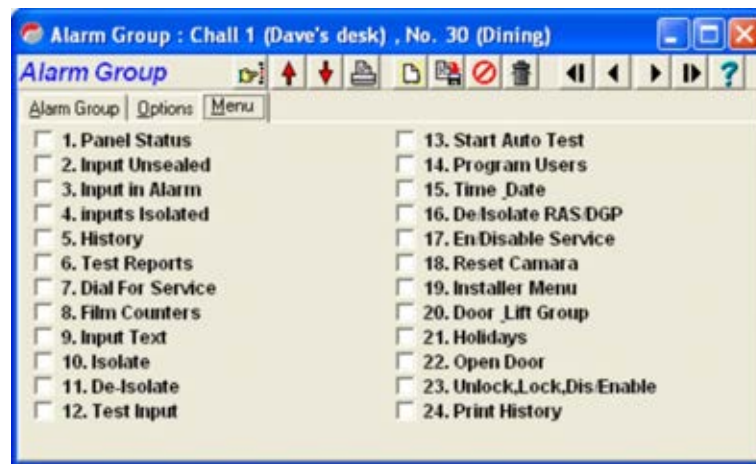 Alarm Group : Chall 1 (Dave's desk) , No. 30 (Dining)
Alarm Group
?
Alarm Group Options Menu
1. Panel Status
2. Input Unsealed
3. Input in Alarm
4. inputs Isolated
5. History
6. Test Reports
7. Dial For Service
8. Film Counters
9. Input Text
10. Isolate
11. De-Isolate
12. Test Input
13. Start Auto Test
14. Program Users
15. Time_Date
16. De/Isolate RAS/DGP
17. En/Disable Service
18. Reset Camara
19. Installer Menu
20. Door_Lift Group
21. Holidays
22. Open Door
23. Unlock,Lock,Dis/Enable
24. Print History